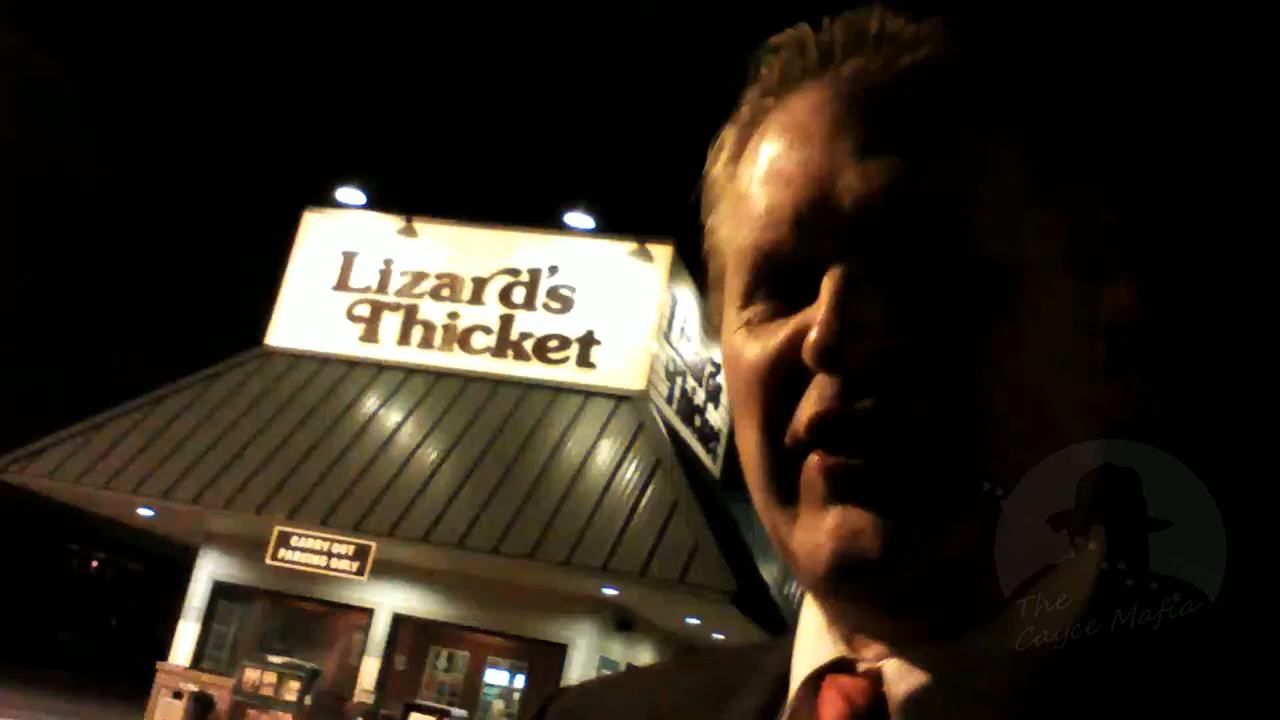 Lizard's
Thicket
CARRY OUT
PARKING ONLY
The
Cayce Mafia